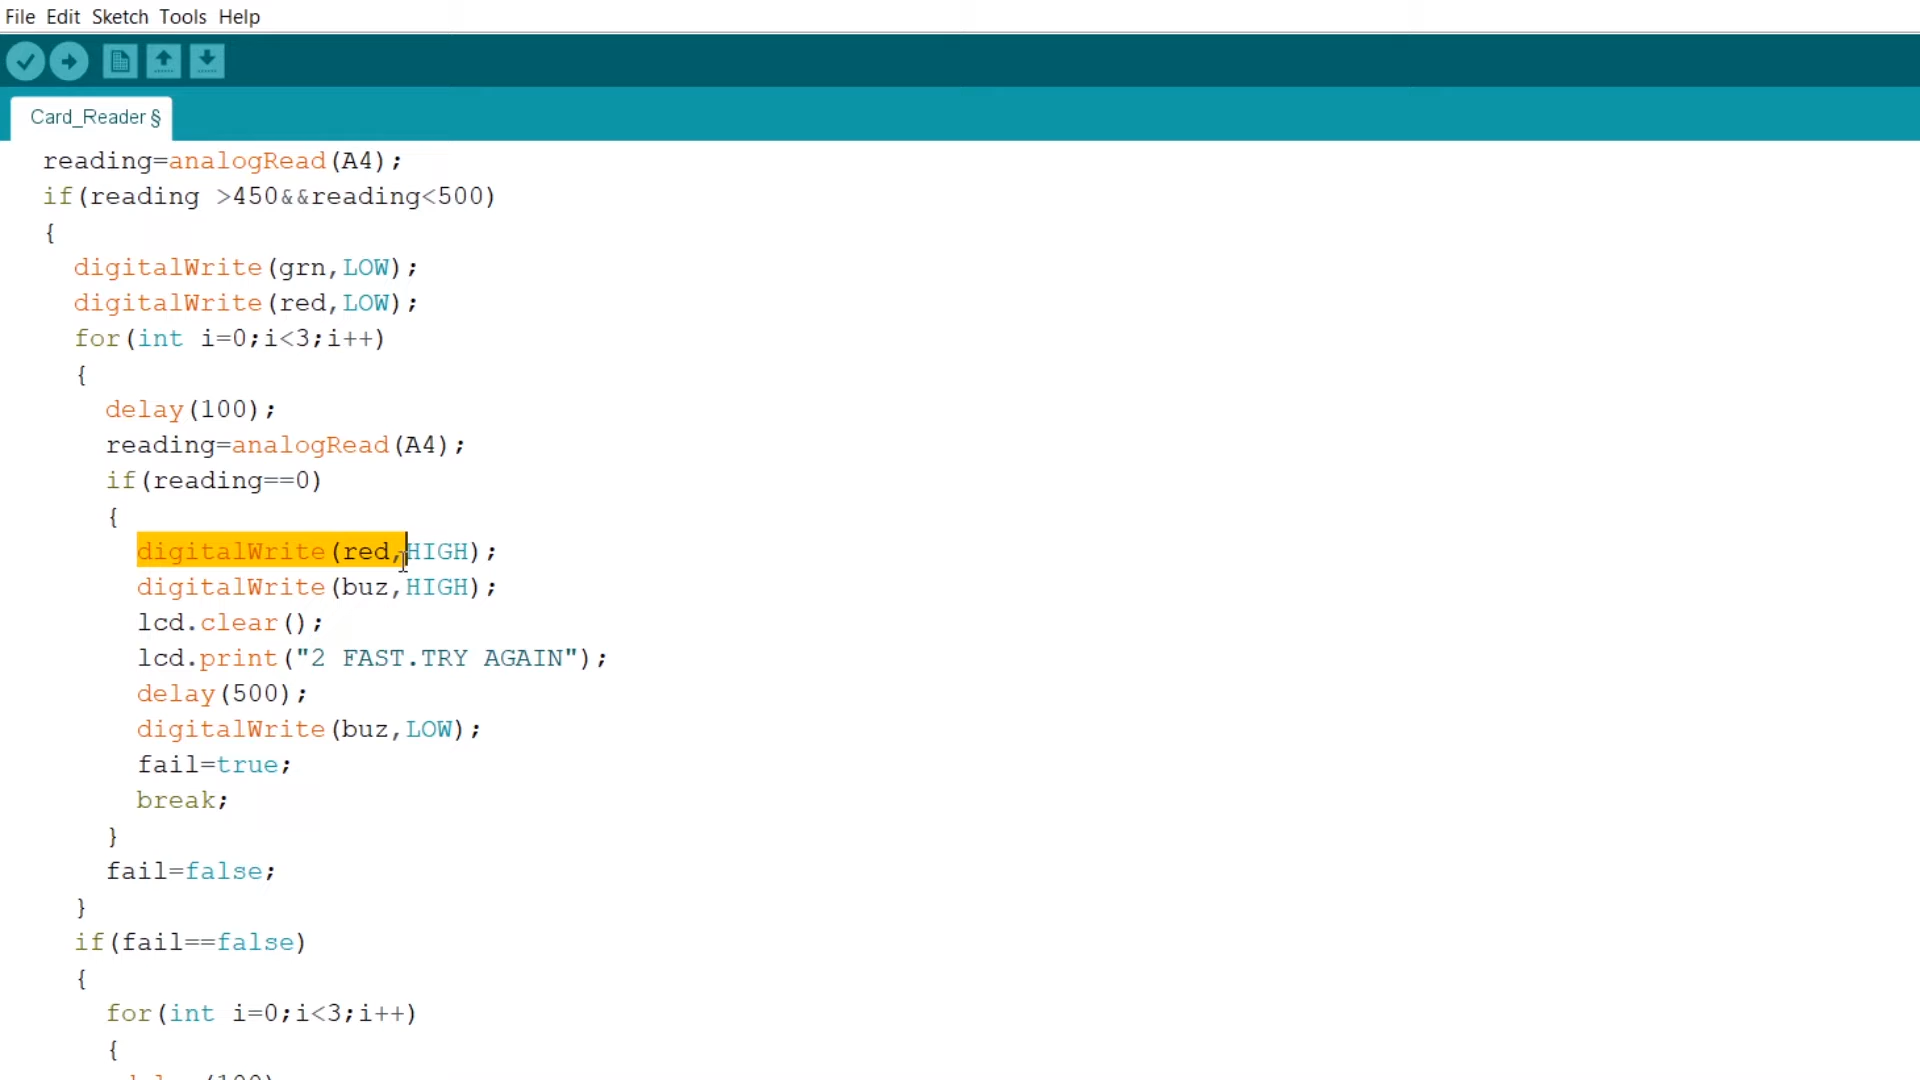 File Edit Sketch Tools Help
Card_Reader §
reading=analogRead(A4);
if(reading >450&&reading<500)
{
digitalWrite(grn,LOW);
digitalWrite(red,LOW);
for(int i=0;i<3;i++)
{
delay(100);
reading=analogRead(A4);
if(reading==0)
{
digitalWrite(red,HIGH);
digitalWrite(buz,HIGH);
lcd.clear();
lcd.print("2 FAST.TRY AGAIN");
delay(500);
digitalWrite(buz,LOW);
fail=true;
break;
}
fail=false;
}
if(fail==false)
{
for(int i=0;i<3;i++)
{